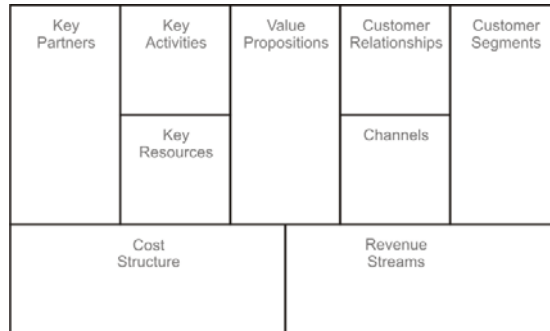 Key
Partners
Key
Activities
Value
Propositions
Customer
Relationships
Customer
Segments
Key
Resources
Channels
Cost
Structure
Revenue
Streams